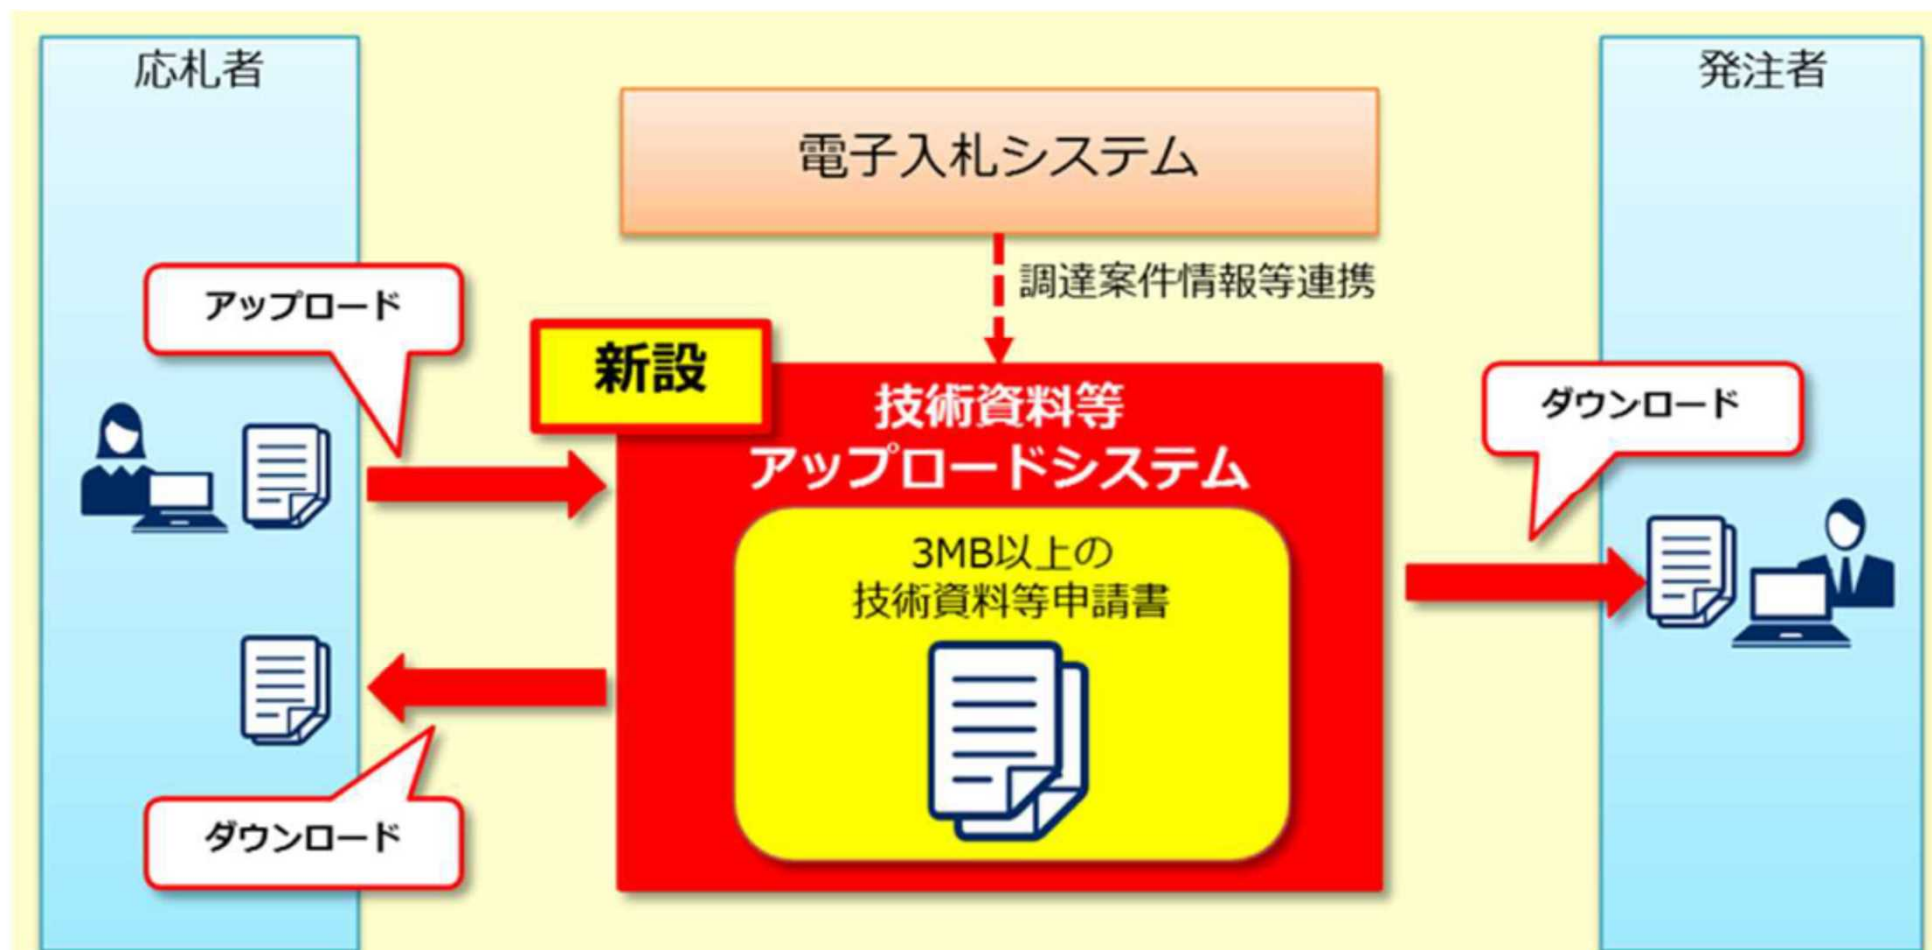 応札者
発注者
電子入札システム
調達案件情報等連携
アップロード
新設
技術資料等
アップロードシステム
ダウンロード
3MB以上の
技術資料等申請書
ダウンロード